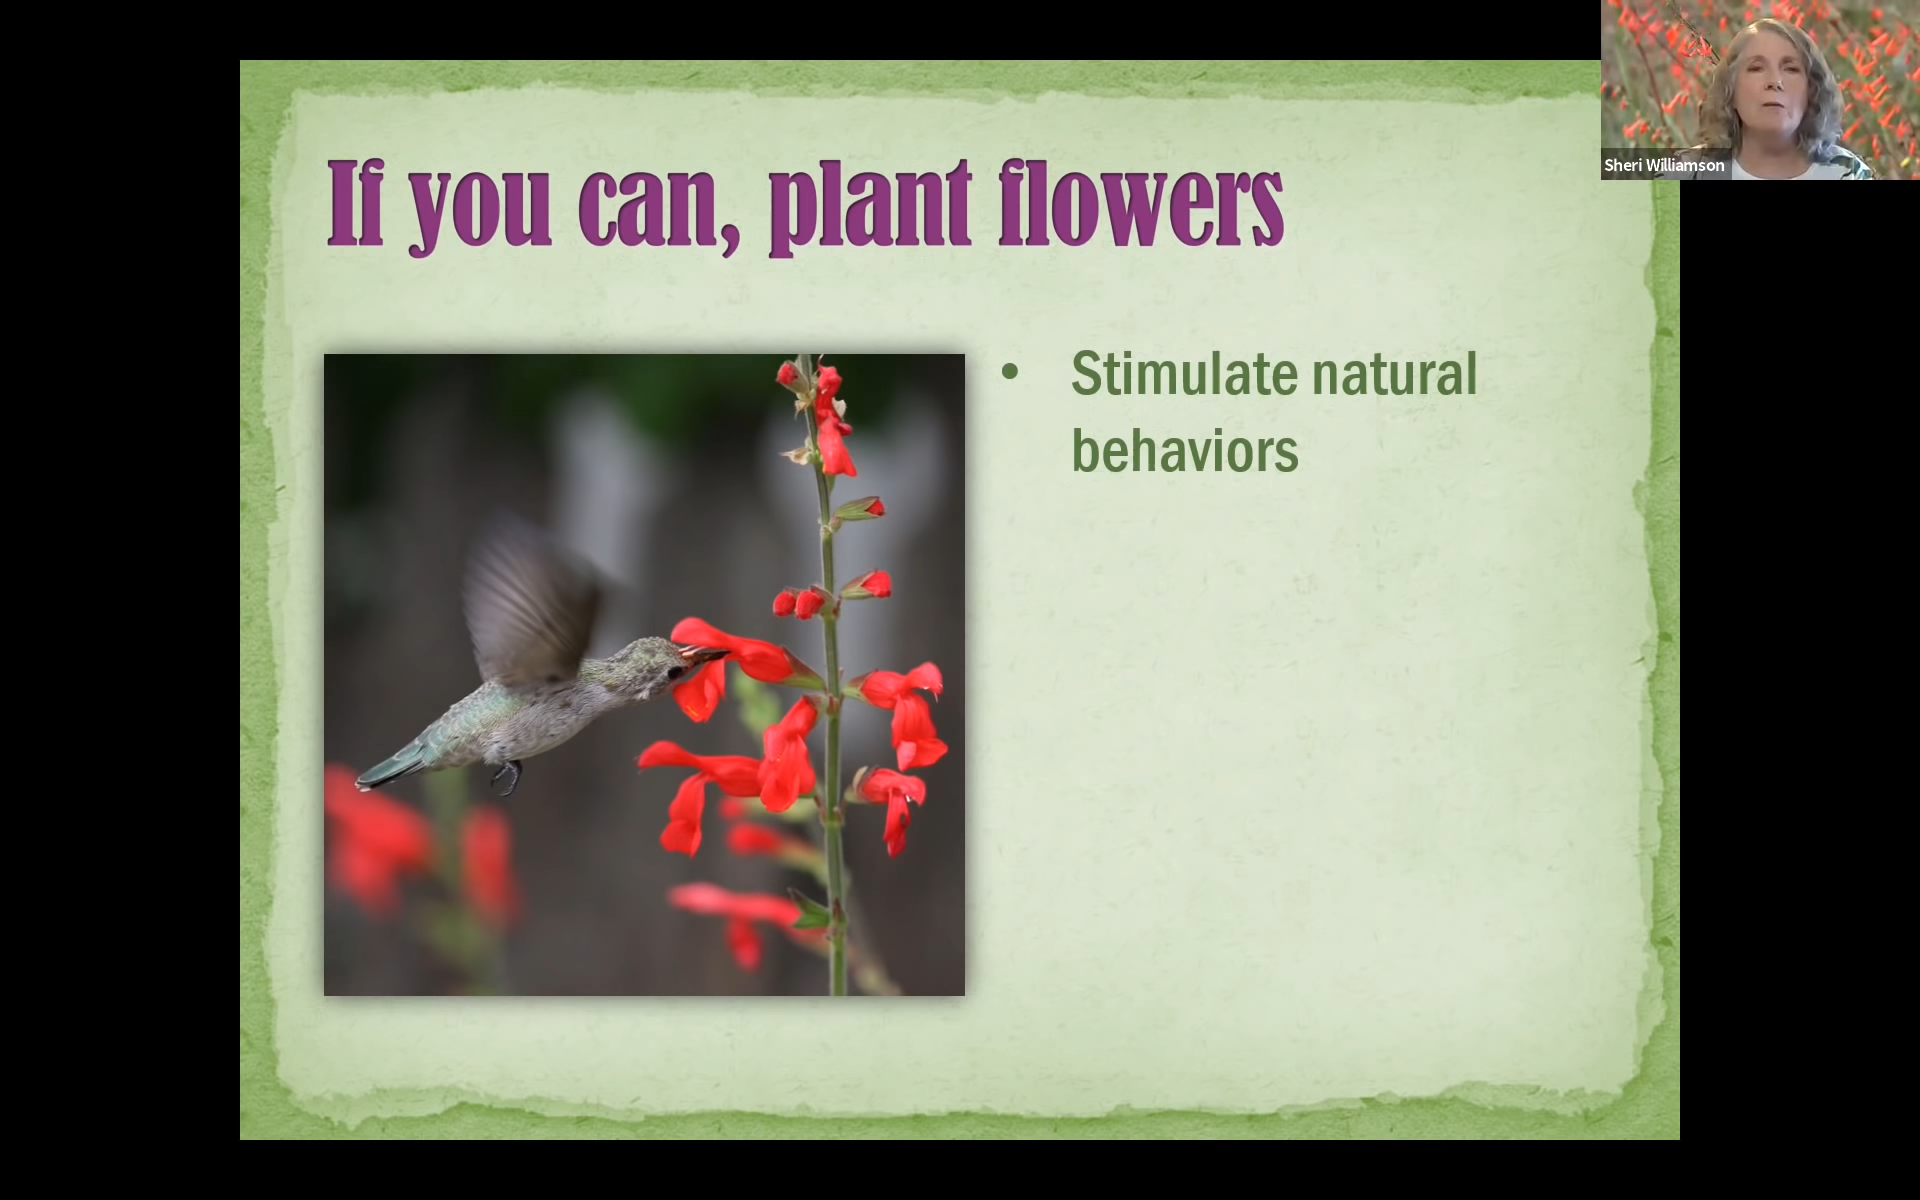 If you can, plant flowers
• Stimulate natural
behaviors
Sheri Williamson